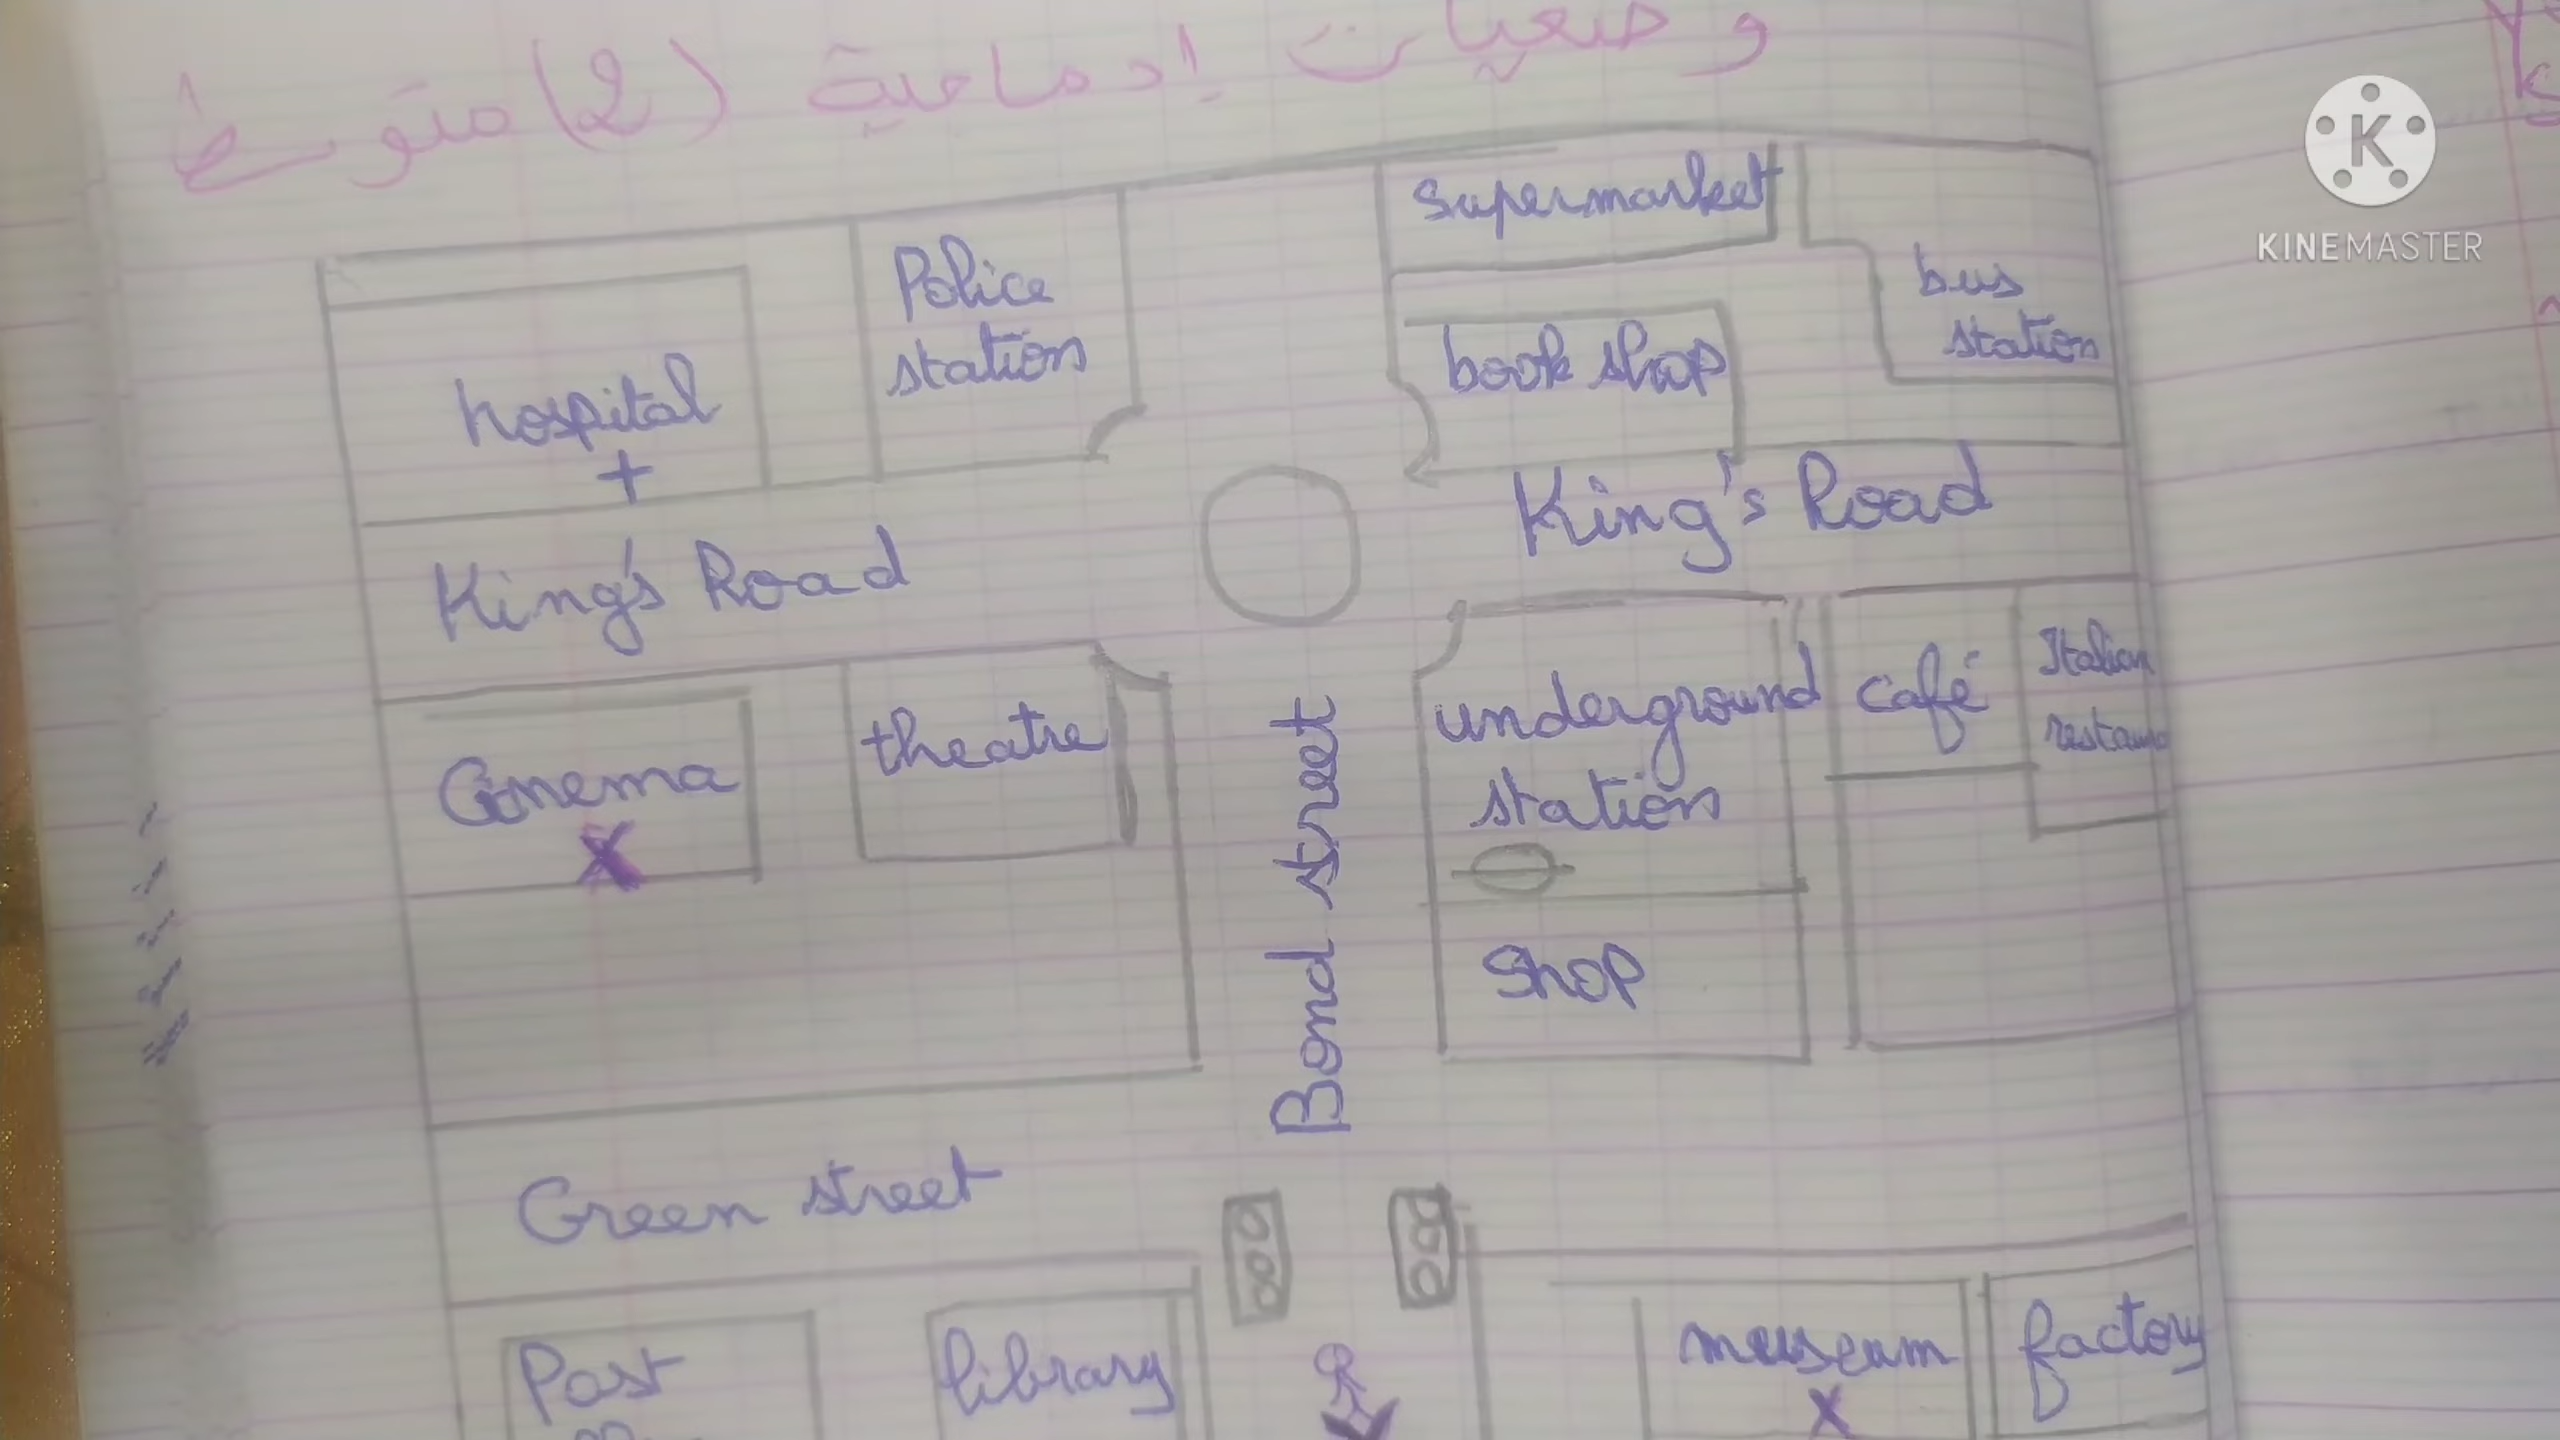 وضعيات إدماجية (2) متوسط
Supermarket
Police
station
bus
station
book shop
hospital
King's Road
King's Road
Cinema
theatre
underground
station
café
Italian
Bond street
Shop
Green street
Post
library
museum
factory
KINEMASTER